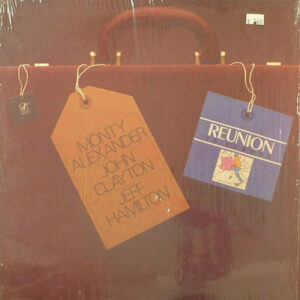 MONTY
ALEXANDER
JOHN
CLAYTON
JEFF
HAMILTON
REUNION